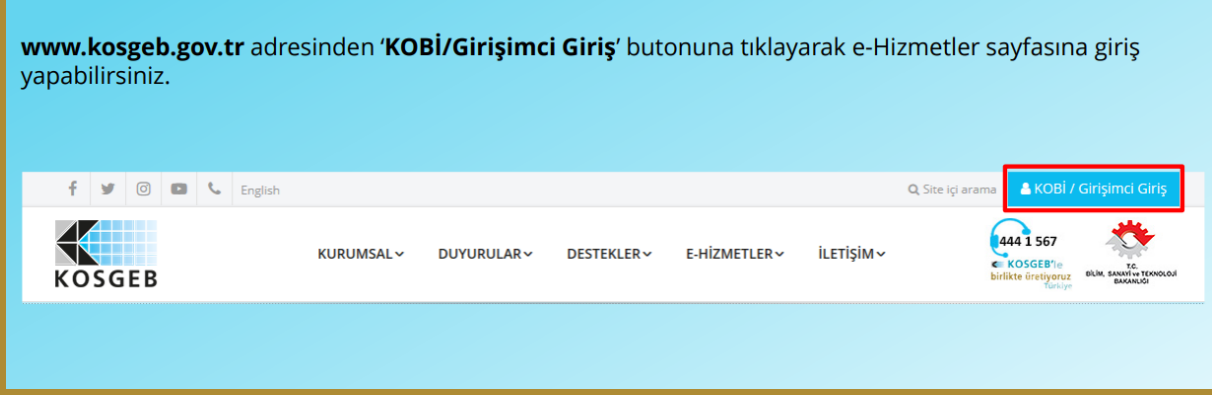 www.kosgeb.gov.tr adresinden ‘KOBİ/Girişimci Giriş’ butonuna tıklayarak e-Hizmetler sayfasına giriş
yapabilirsiniz.
English
Site içi arama
KOBİ / Girişimci Giriş
KOSGEB
KURUMSAL
DUYURULAR
DESTEKLER
E-HİZMETLER
İLETİŞİM
444 1 567
KOSGEB'le
birlikte üretiyoruz
Türkiye
T.C.
BİLİM, SANAYİ ve TEKNOLOJİ
BAKANLIĞI